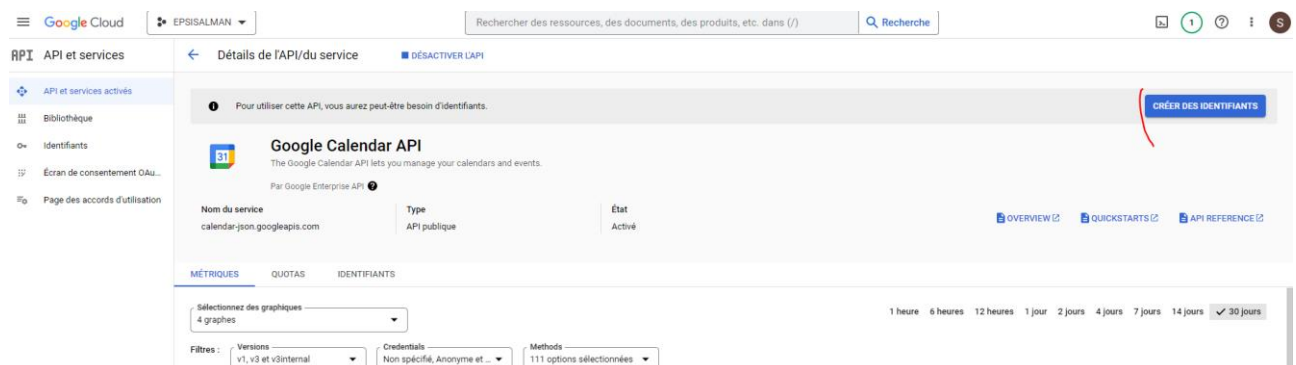 Google Cloud EPSISALMAN Rechercher des ressources, des documents, des produits, etc. dans (/) Recherche 1 S
API API et services Détails de l'API/du service DÉSACTIVER L'API
API et services activés
Pour utiliser cette API, vous aurez peut-être besoin d'identifiants. CRÉER DES IDENTIFIANTS
Bibliothèque
Identifiants
Écran de consentement OAu...
Page des accords d'utilisation
31
Google Calendar API
The Google Calendar API lets you manage your calendars and events.
Par Google Enterprise API
Nom du service Type État
calendar-json.googleapis.com API publique Activé
OVERVIEW QUICKSTARTS API REFERENCE
MÉTRIQUES QUOTAS IDENTIFIANTS
Sélectionnez des graphiques
4 graphes
1 heure 6 heures 12 heures 1 jour 2 jours 4 jours 7 jours 14 jours 30 jours
Filtres : Versions Credentials Methods
v1, v3 et v3internal Non spécifié, Anonyme et ... 111 options sélectionnées